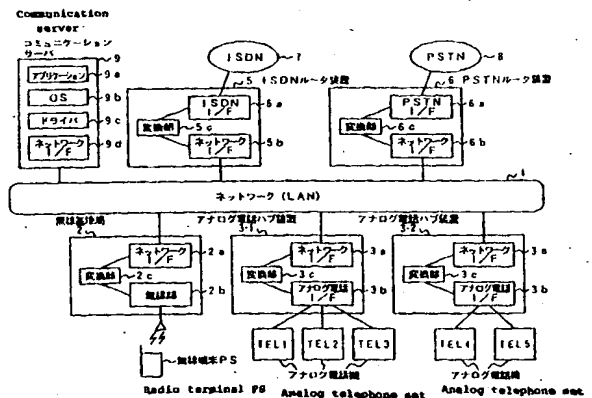 Communication
server
コミュニケーション
サーバ
9
アプリケーション
9a
OS
9b
ドライバ
9c
ネットワーク
I/F
9d
ISDN
7
PSTN
8
5 ISDNルータ装置
ISDN
I/F
5a
変換部
5c
ネットワーク
I/F
5b
6 PSTNルータ装置
PSTN
I/F
6a
変換部
6c
ネットワーク
I/F
6b
1
ネットワーク (LAN)
無線基地局
2
ネットワーク
I/F
2a
変換部
2c
無線部
2b
無線端末PS
アナログ電話ハブ装置
3-1
ネットワーク
I/F
3a
変換部
3c
アナログ電話
I/F
3b
TEL1
TEL2
TEL3
アナログ電話機
アナログ電話ハブ装置
3-2
ネットワーク
I/F
3a
変換部
3c
アナログ電話
I/F
3b
TEL4
TEL5
アナログ電話機
Radio terminal PS
Analog telephone set
Analog telephone set